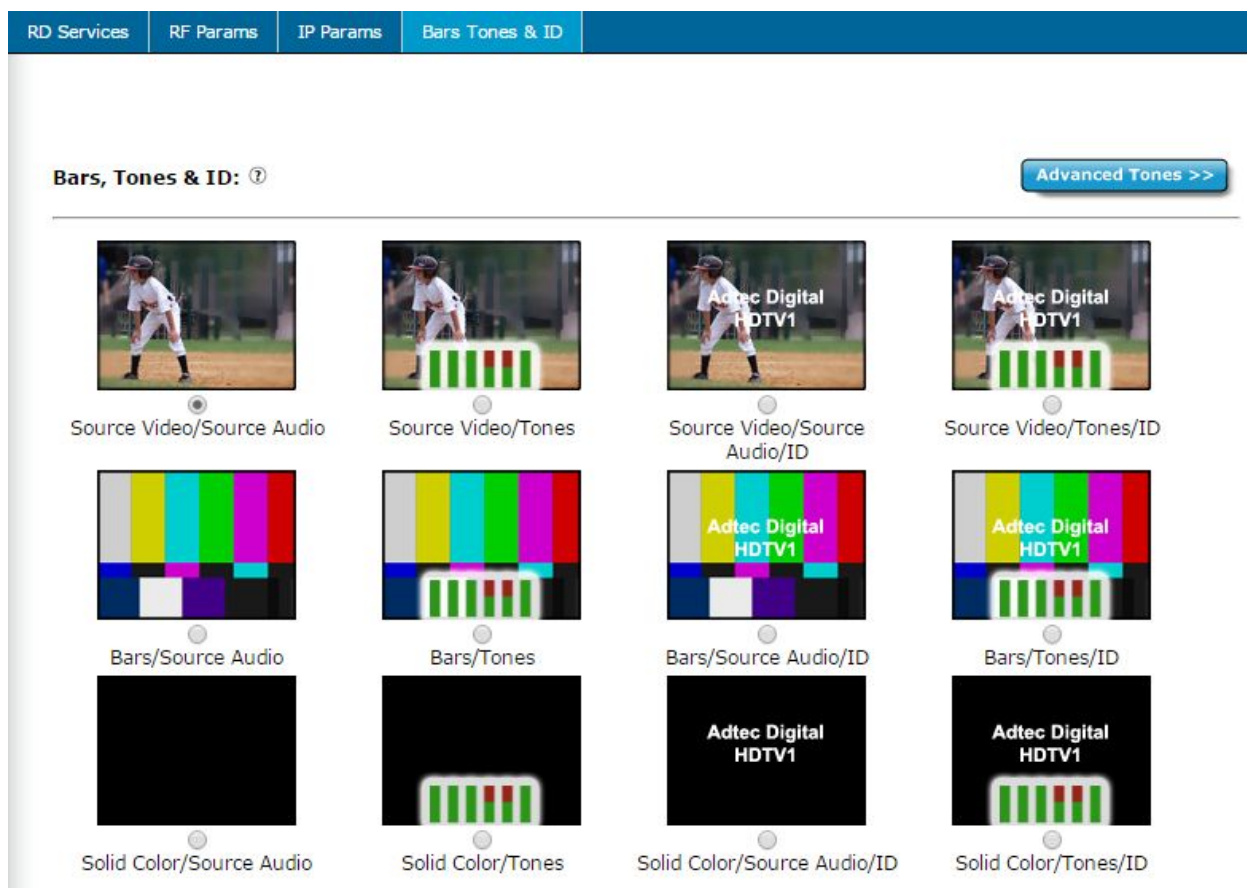 RD Services RF Params IP Params Bars Tones & ID
Bars, Tones & ID: ?
Advanced Tones >>
Adtec Digital
HDTV1
Adtec Digital
HDTV1
Source Video/Source Audio
Source Video/Tones
Source Video/Source
Audio/ID
Source Video/Tones/ID
Adtec Digital
HDTV1
Adtec Digital
HDTV1
Bars/Source Audio
Bars/Tones
Bars/Source Audio/ID
Bars/Tones/ID
Adtec Digital
HDTV1
Adtec Digital
HDTV1
Solid Color/Source Audio
Solid Color/Tones
Solid Color/Source Audio/ID
Solid Color/Tones/ID